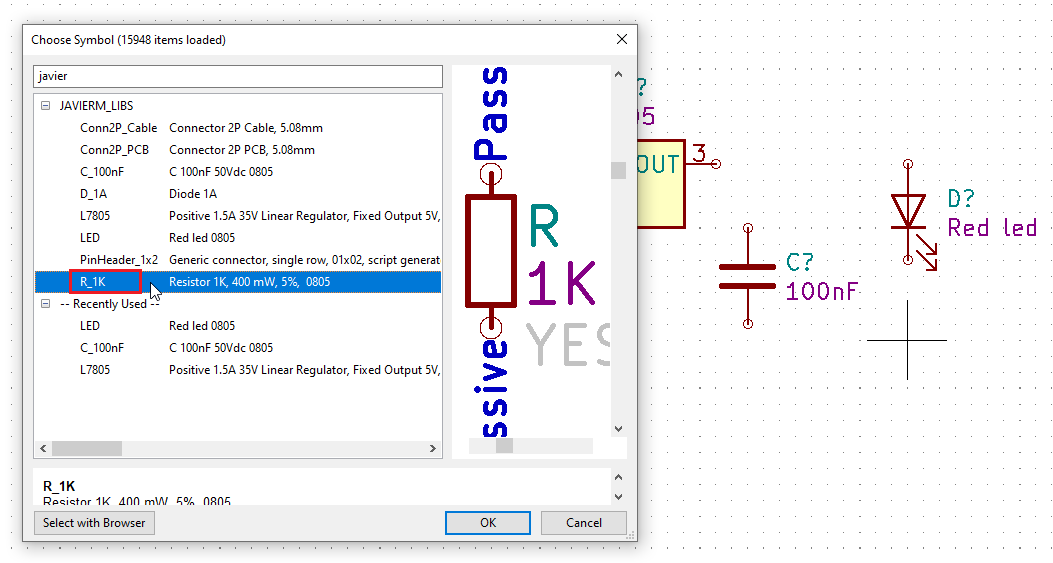 Choose Symbol (15948 items loaded)
javier
JAVIERM_LIBS
Conn2P_Cable Connector 2P Cable, 5.08mm
Conn2P_PCB Connector 2P PCB, 5.08mm
C_100nF C 100nF 50Vdc 0805
D_1A Diode 1A
L7805 Positive 1.5A 35V Linear Regulator, Fixed Output 5V,
LED Red led 0805
PinHeader_1x2 Generic connector, single row, 01x02, script generat
R_1K Resistor 1K, 400 mW, 5%, 0805
-- Recently Used --
LED Red led 0805
C_100nF C 100nF 50Vdc 0805
L7805 Positive 1.5A 35V Linear Regulator, Fixed Output 5V,
Pass
R
1K
YES
ssive
R_1K
Resistor 1K, 400 mW, 5%, 0805
Select with Browser
OK
Cancel
?
05
OUT
3
C?
100nF
D?
Red led